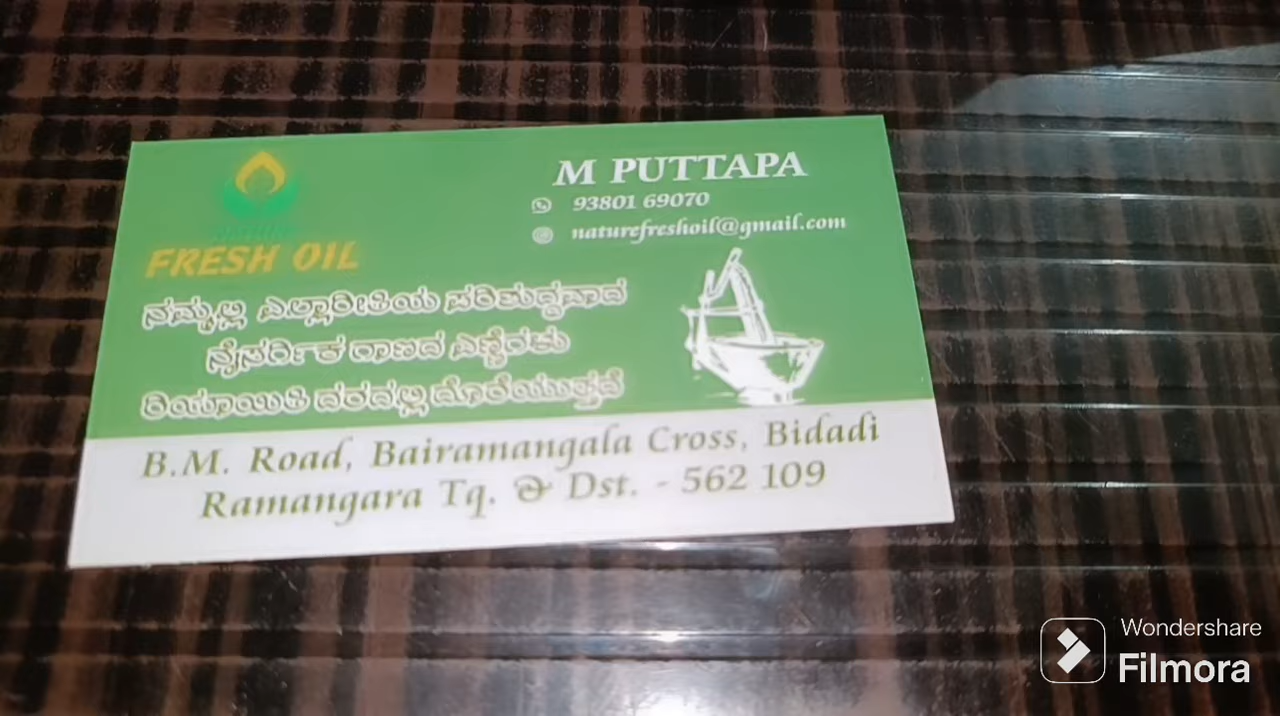 M PUTTAPA
93801 69070
naturefreshoil@gmail.com
FRESH OIL
ನಮ್ಮಲ್ಲಿ ಎಲ್ಲಾರೀತಿಯ ಪರಿಶುದ್ಧವಾದ
ನೈಸರ್ಗಿಕ ಗಾಣದ ಎಣ್ಣೆಗಳು
ರಿಯಾಯಿತಿ ದರದಲ್ಲಿ ದೊರೆಯುತ್ತದೆ
B.M. Road, Bairamangala Cross, Bidadi
Ramangara Tq. & Dst. - 562 109
Wondershare
Filmora